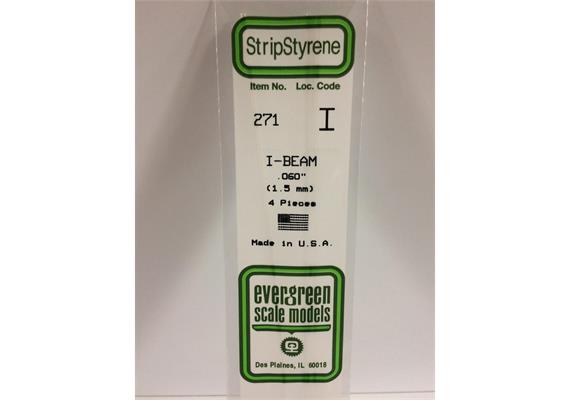 StripStyrene
Item No. Loc. Code
271 I
I-BEAM
.060"
(1.5 mm)
4 Pieces
Made in U.S.A.
evergreen
scale models
Des Plaines, IL 60018